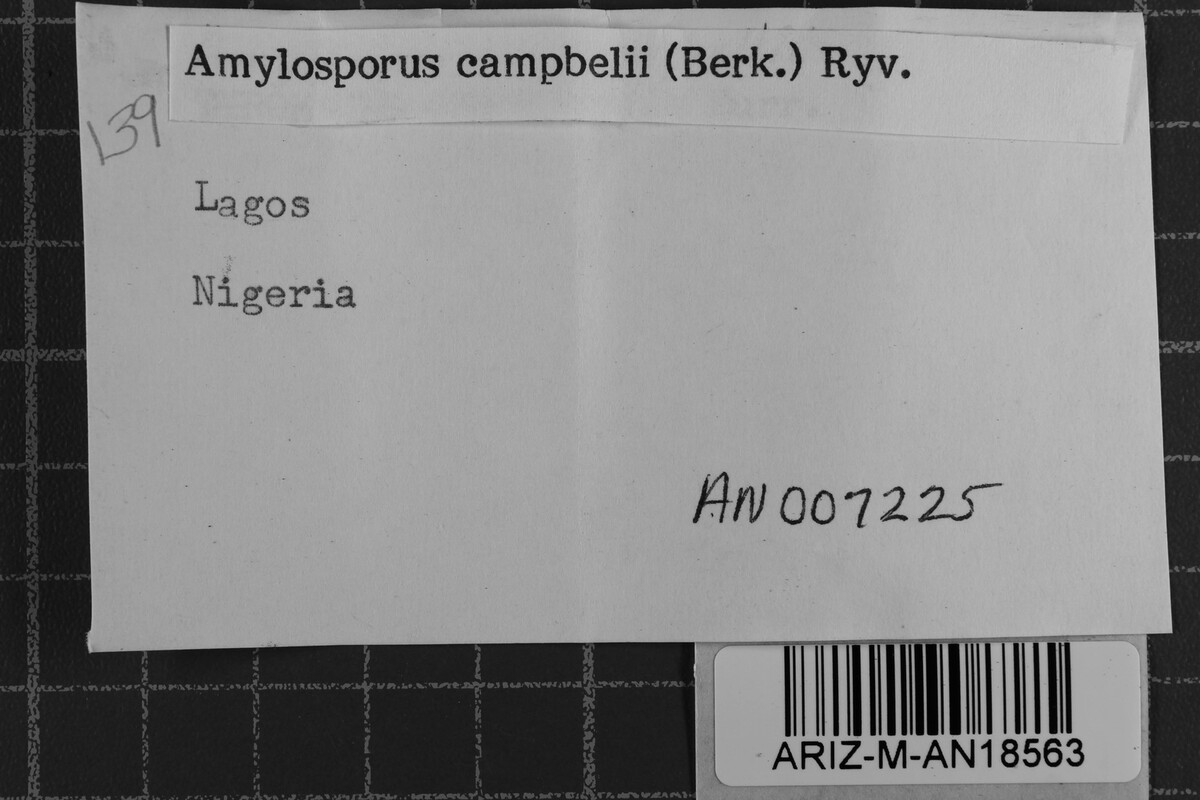 Amylosporus campbelii (Berk.) Ryv.
139
Lagos
Nigeria
AN007225
ARIZ-M-AN18563